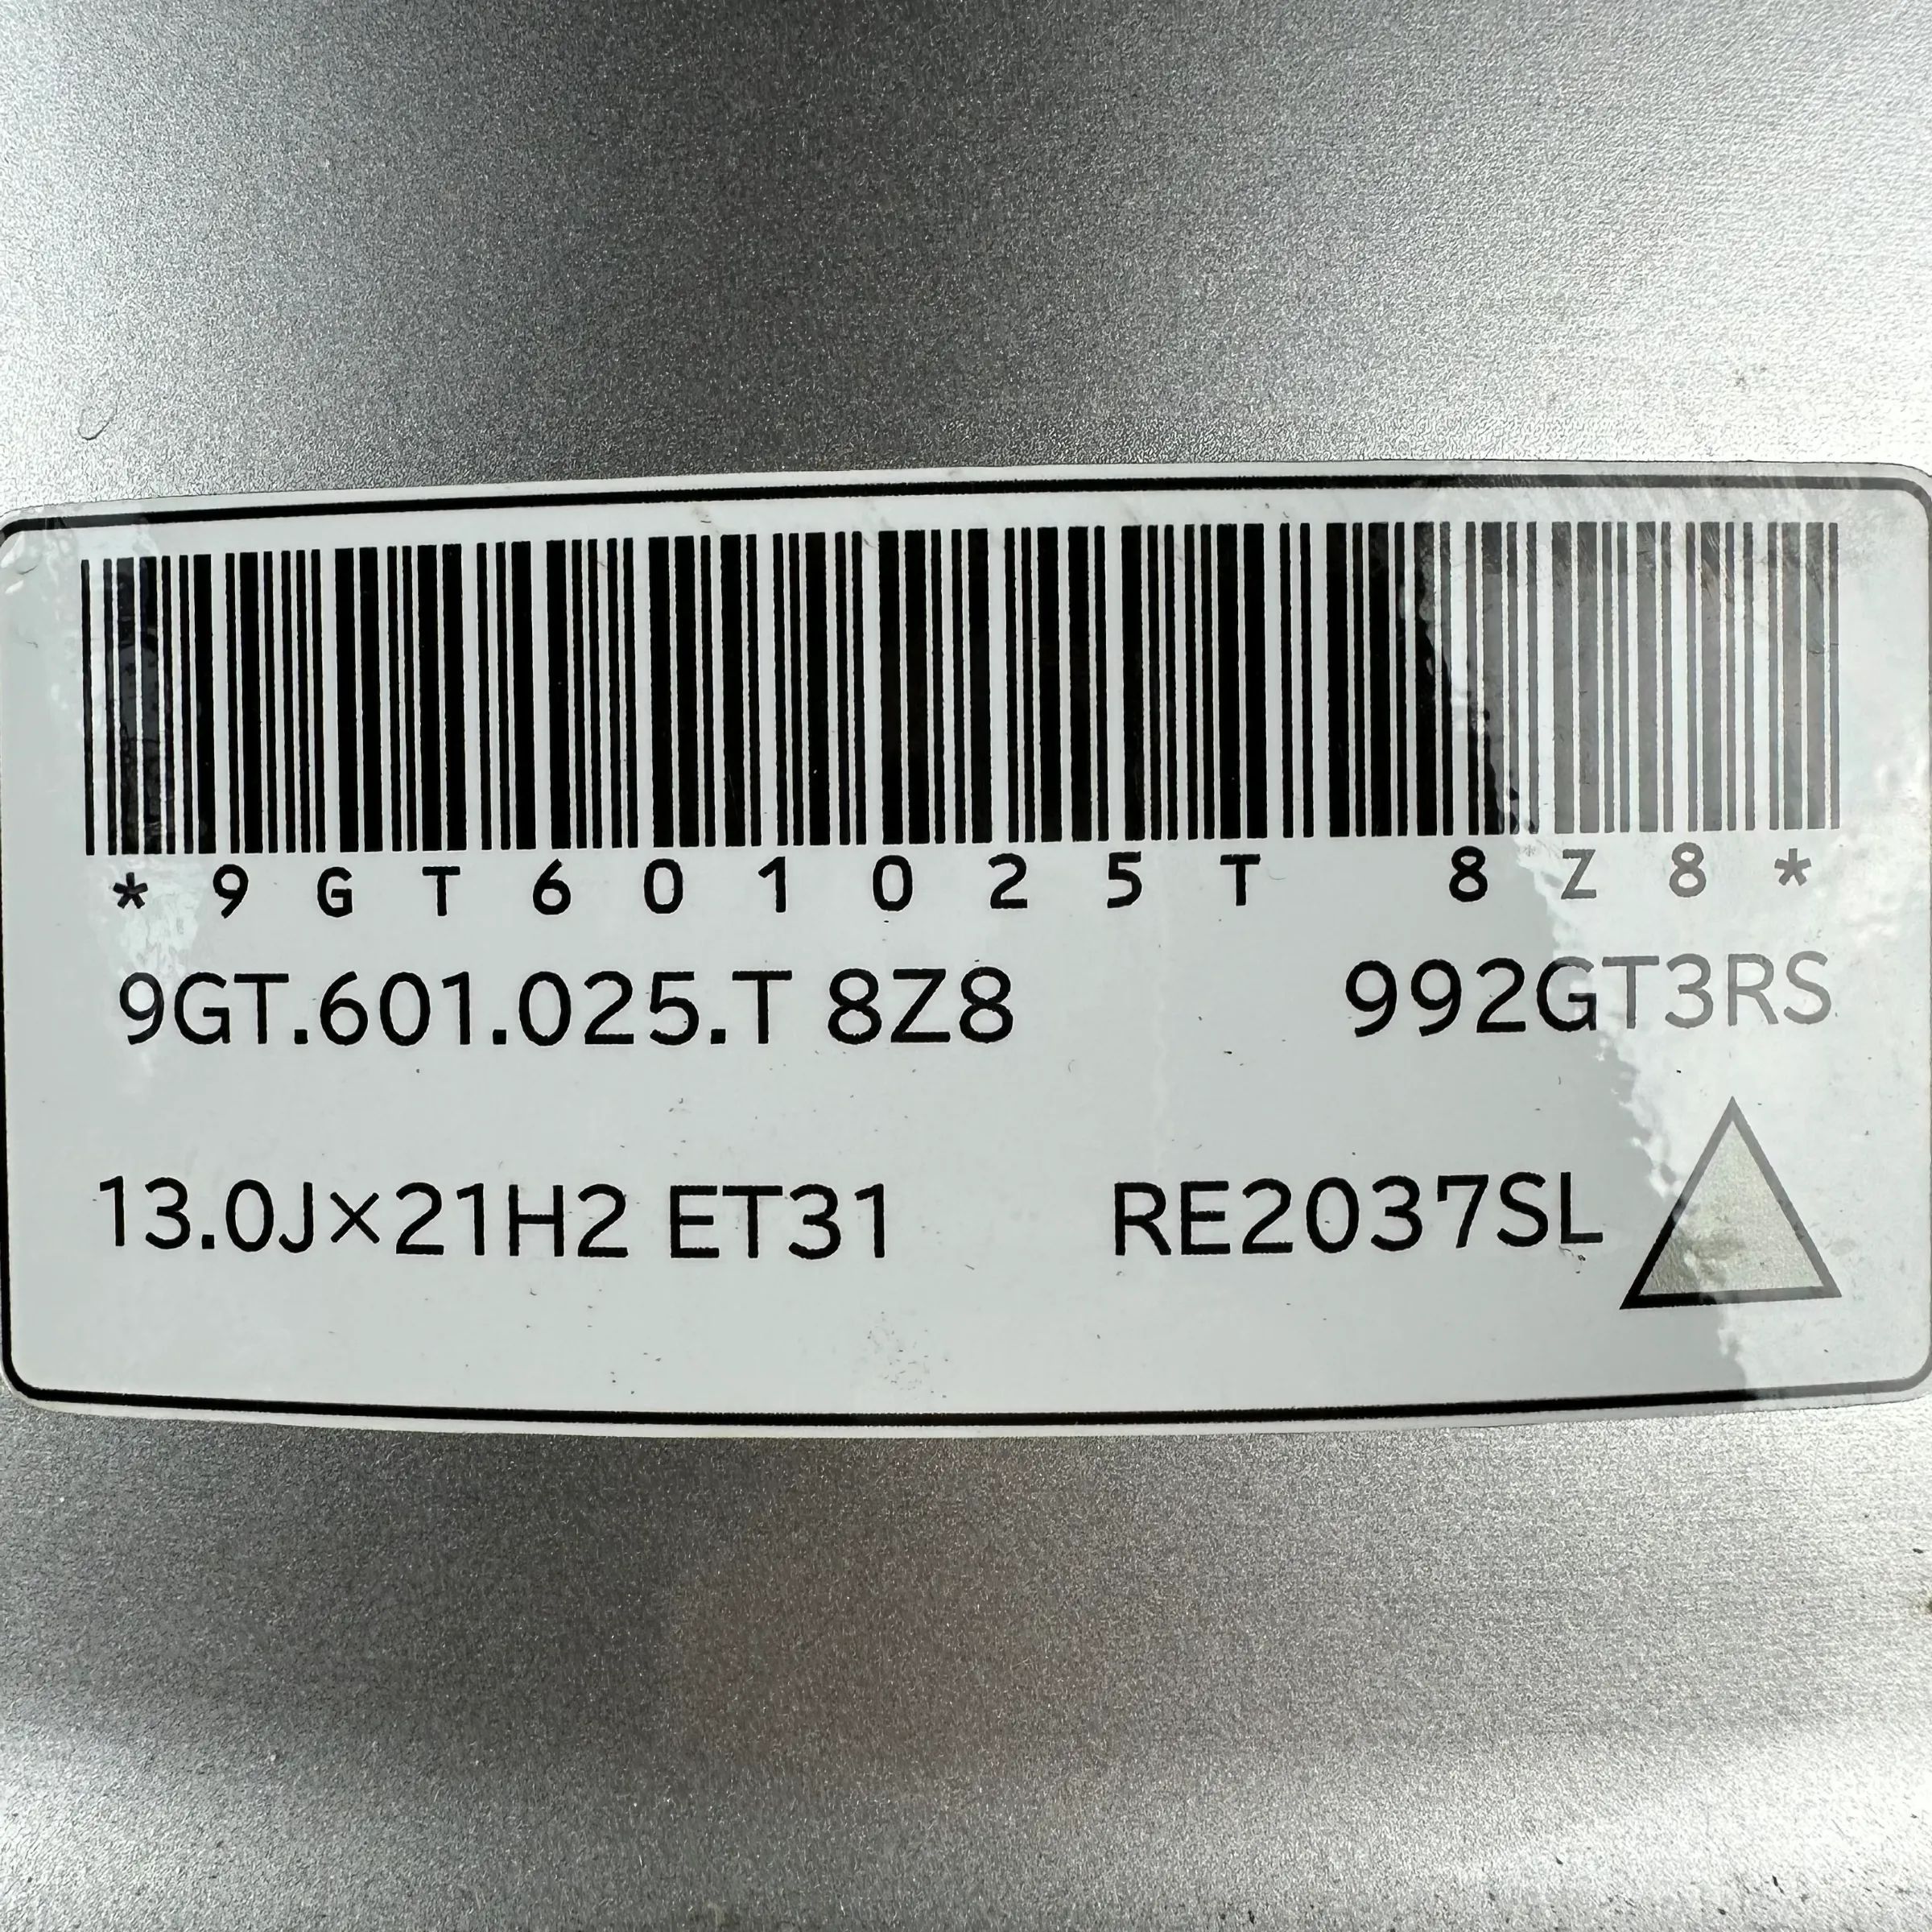 *9GT601025T 8Z8*
9GT.601.025.T 8Z8 992GT3RS
13.0J×21H2 ET31 RE2037SL